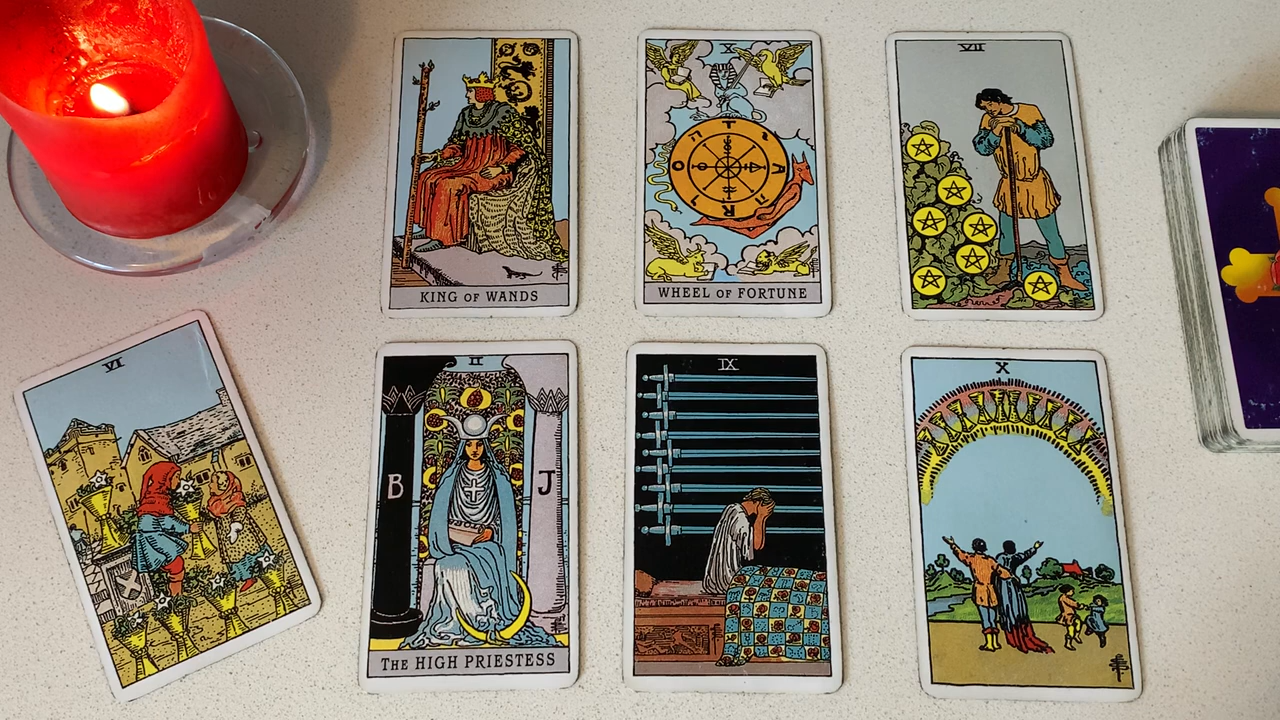 KING OF WANDS
X
WHEEL OF FORTUNE
VII
VI
II
B
J
THE HIGH PRIESTESS
IX
X